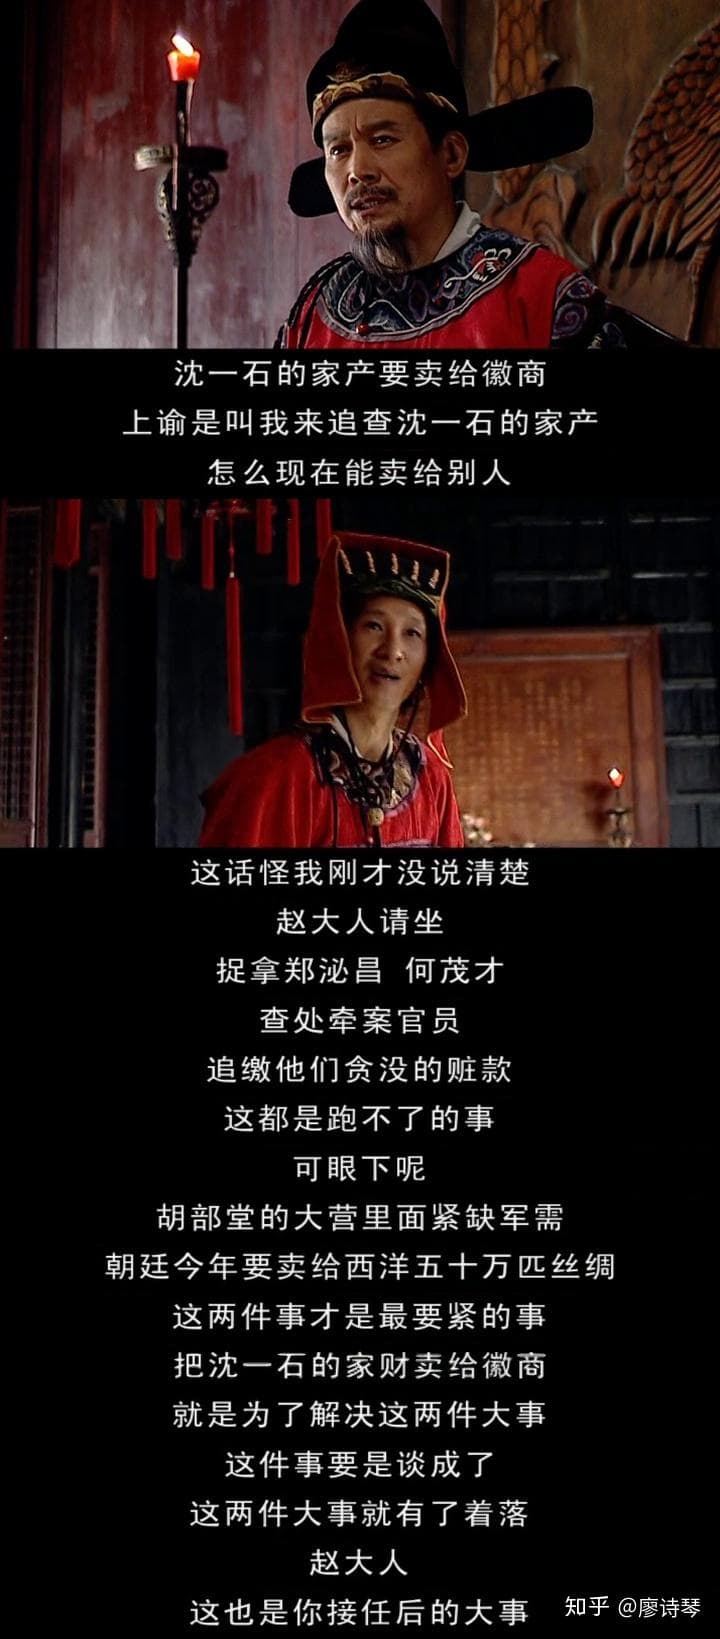 沈一石的家产要卖给徽商
上谕是叫我来追查沈一石的家产
怎么现在能卖给别人
这话怪我刚才没说清楚
赵大人请坐
捉拿郑泌昌 何茂才
查处牵案官员
追缴他们贪没的赃款
这都是跑不了的事
可眼下呢
胡部堂的大营里面紧缺军需
朝廷今年要卖给西洋五十万匹丝绸
这两件事才是最要紧的事
把沈一石的家财卖给徽商
就是为了解决这两件大事
这件事要是谈成了
这两件大事就有了着落
赵大人
这也是你接任后的大事
知乎 @廖诗琴